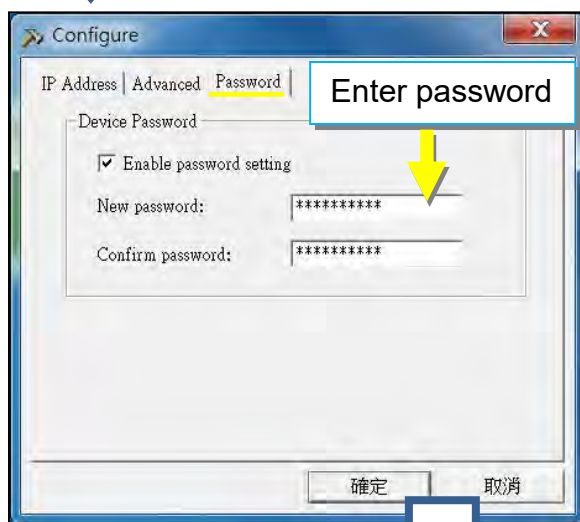 Configure
IP Address Advanced Password
Enter password
Device Password
Enable password setting
New password: **********
Confirm password: **********
確定 取消